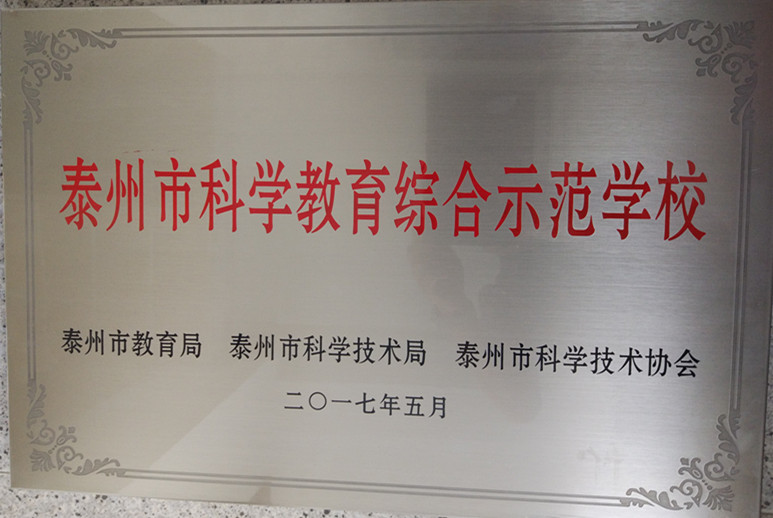 泰州市科学教育综合示范学校
泰州市教育局 泰州市科学技术局 泰州市科学技术协会
二〇一七年五月